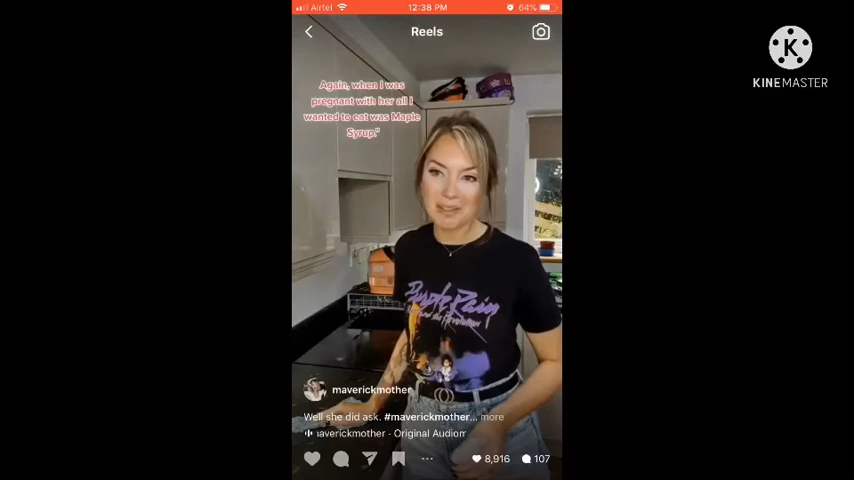 Airtel
12:38 PM
64%
Reels
Again, when I was
pregnant with her all I
wanted to eat was Maple
Syrup."
KINEMASTER
Purple Rain
maverickmother
Well she did ask. #maverickmother... more
averickmother · Original Audio
8,916
107